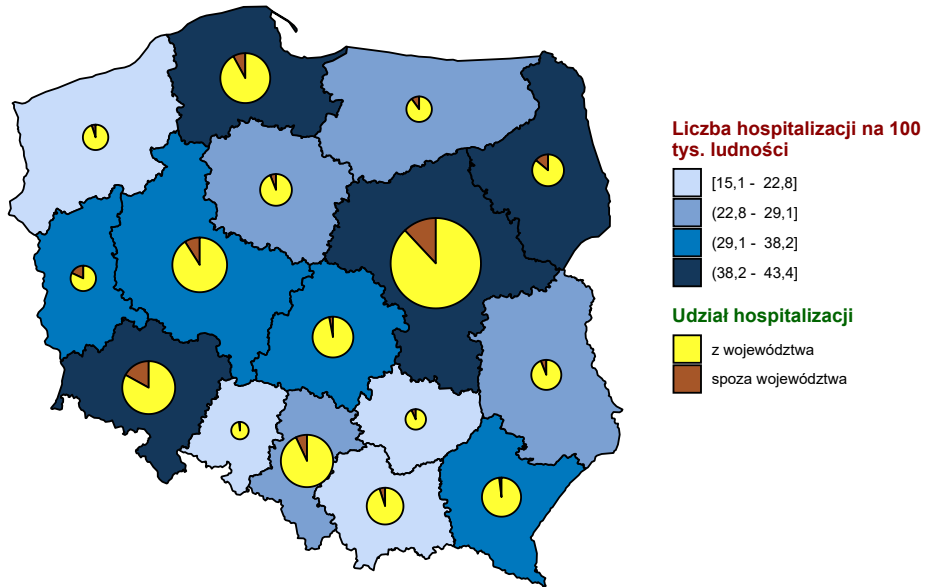 Liczba hospitalizacji na 100
tys. ludności
[15,1 - 22,8]
(22,8 - 29,1]
(29,1 - 38,2]
(38,2 - 43,4]
Udział hospitalizacji
z województwa
spoza województwa